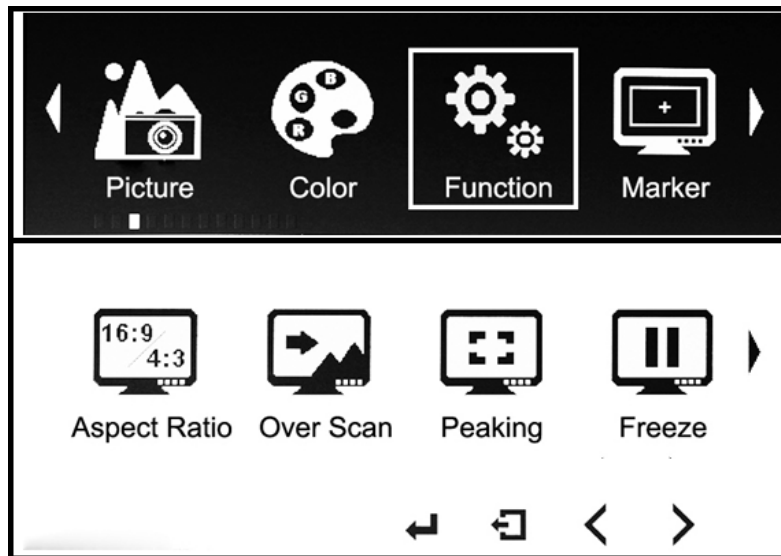 B
G
R
Picture Color Function Marker
16:9
4:3
Aspect Ratio Over Scan Peaking Freeze